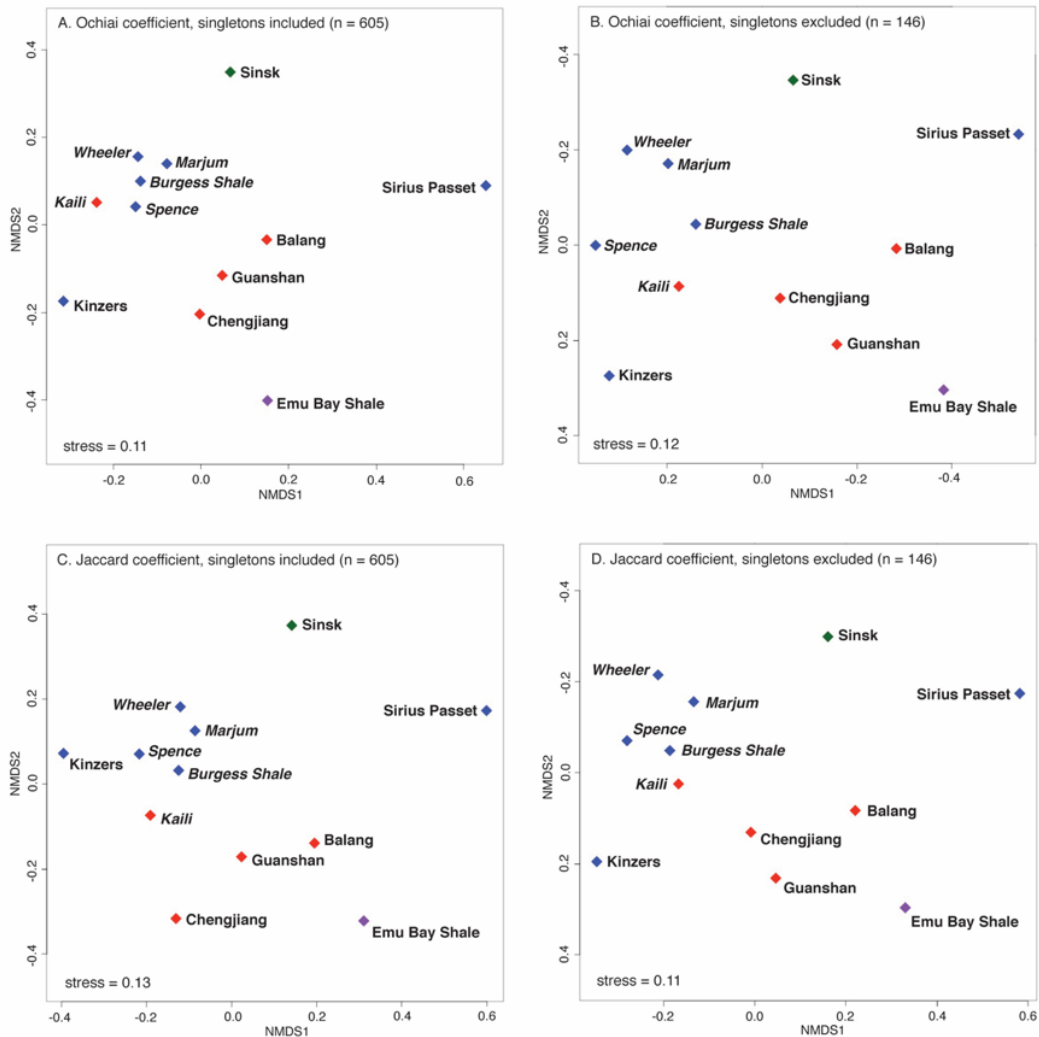 A. Ochiai coefficient, singletons included (n = 605)
0.4
0.2
0.0
-0.2
-0.4
NMDS2
Sinsk
Wheeler
Marjum
Burgess Shale
Sirius Passet
Kaili
Spence
Balang
Guanshan
Kinzers
Chengjiang
Emu Bay Shale
stress = 0.11
-0.2
0.0
0.2
0.4
0.6
NMDS1
B. Ochiai coefficient, singletons excluded (n = 146)
-0.4
-0.2
0.0
0.2
0.4
NMDS2
Sinsk
Sirius Passet
Wheeler
Marjum
Burgess Shale
Spence
Balang
Kaili
Chengjiang
Guanshan
Kinzers
Emu Bay Shale
stress = 0.12
0.2
0.0
-0.2
-0.4
NMDS1
C. Jaccard coefficient, singletons included (n = 605)
0.4
0.2
0.0
-0.2
-0.4
NMDS2
Sinsk
Wheeler
Sirius Passet
Marjum
Spence
Kinzers
Burgess Shale
Kaili
Balang
Guanshan
Chengjiang
Emu Bay Shale
stress = 0.13
-0.4
-0.2
0.0
0.2
0.4
0.6
NMDS1
D. Jaccard coefficient, singletons excluded (n = 146)
-0.4
-0.2
0.0
0.2
0.4
NMDS2
Sinsk
Wheeler
Sirius Passet
Marjum
Spence
Burgess Shale
Kaili
Balang
Chengjiang
Kinzers
Guanshan
Emu Bay Shale
stress = 0.11
-0.2
0.0
0.2
0.4
0.6
NMDS1